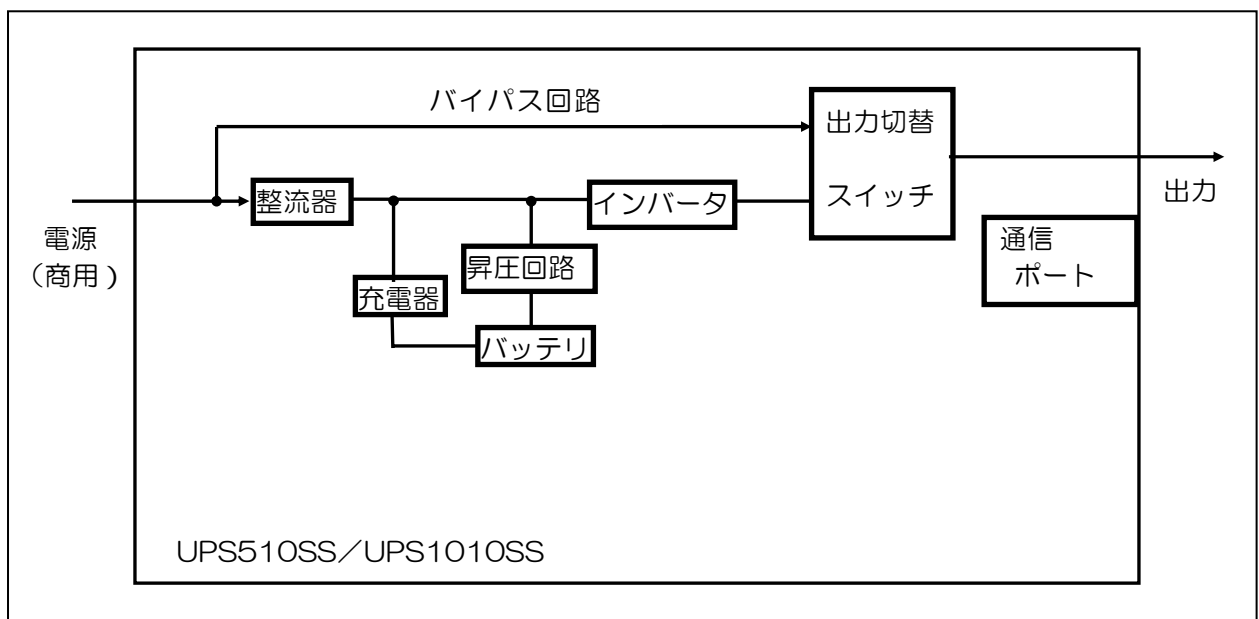 バイパス回路
出力切替
スイッチ
整流器
インバータ
出力
電源
(商用)
昇圧回路
通信
ポート
充電器
バッテリ
UPS510SS/UPS1010SS